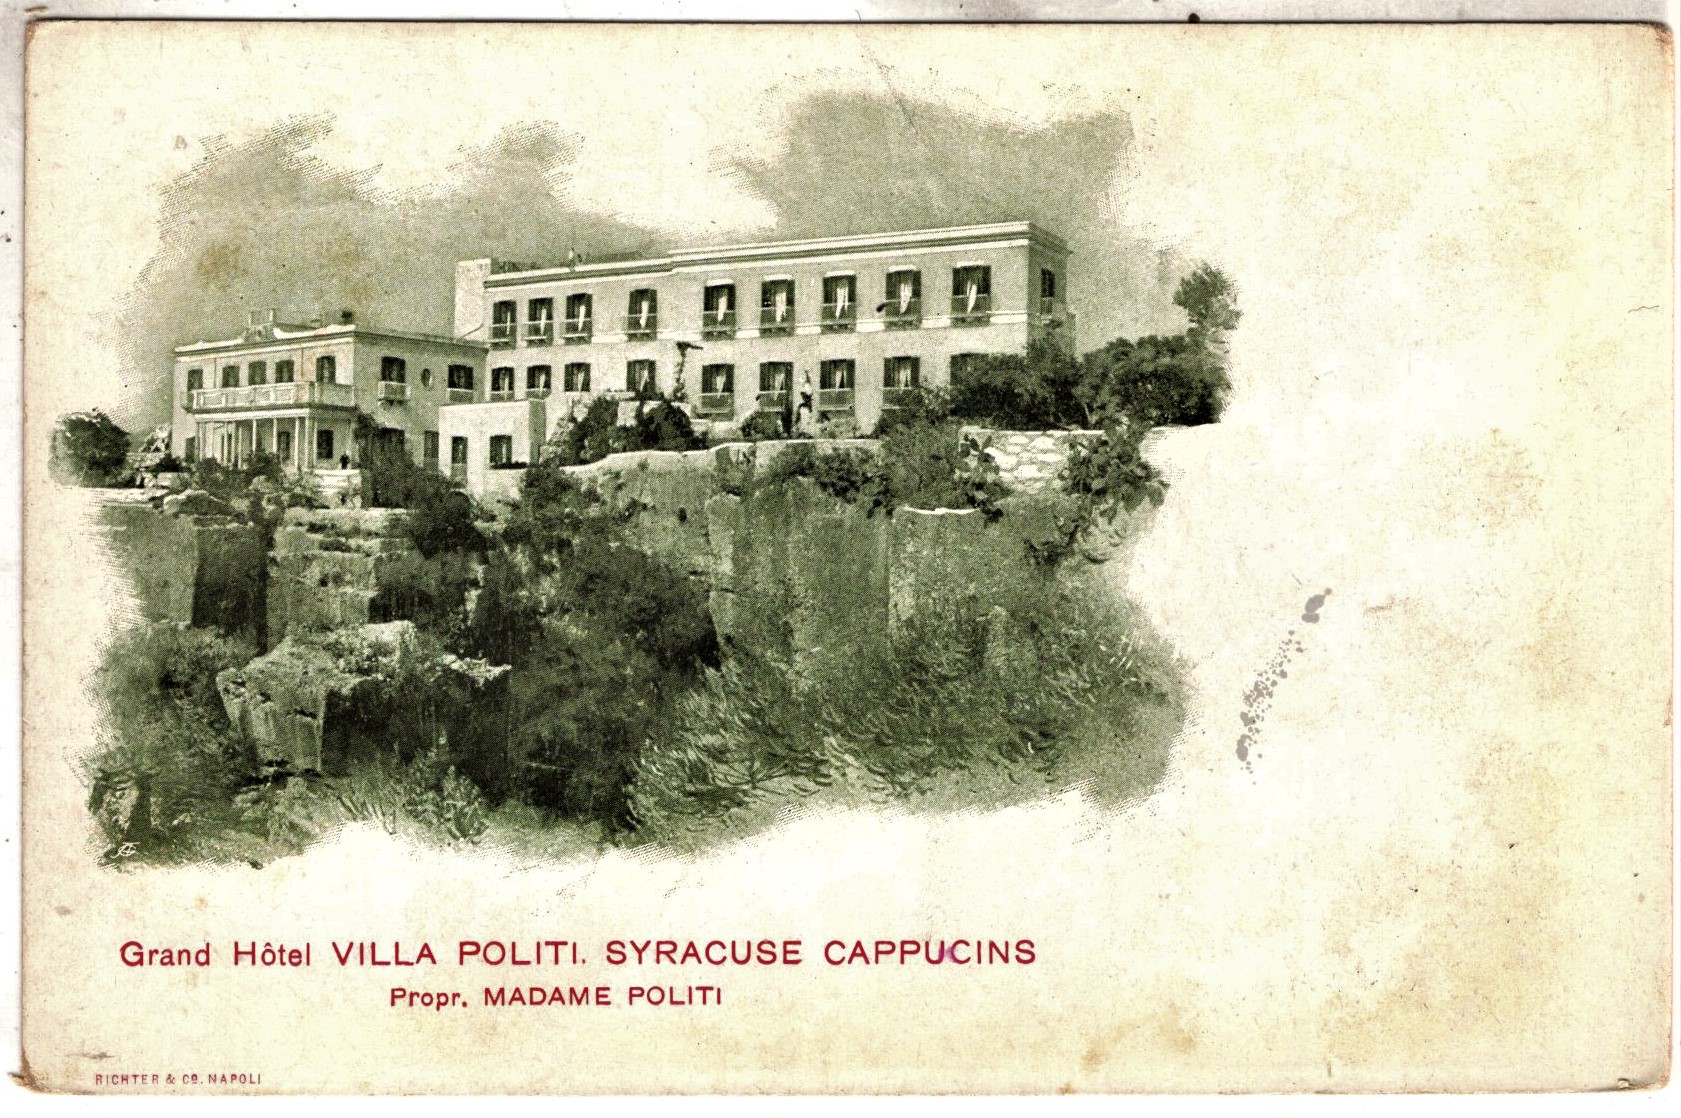 Grand Hôtel VILLA POLITI. SYRACUSE CAPPUCINS
Propr. MADAME POLITI
RICHTER & Cº. NAPOLI